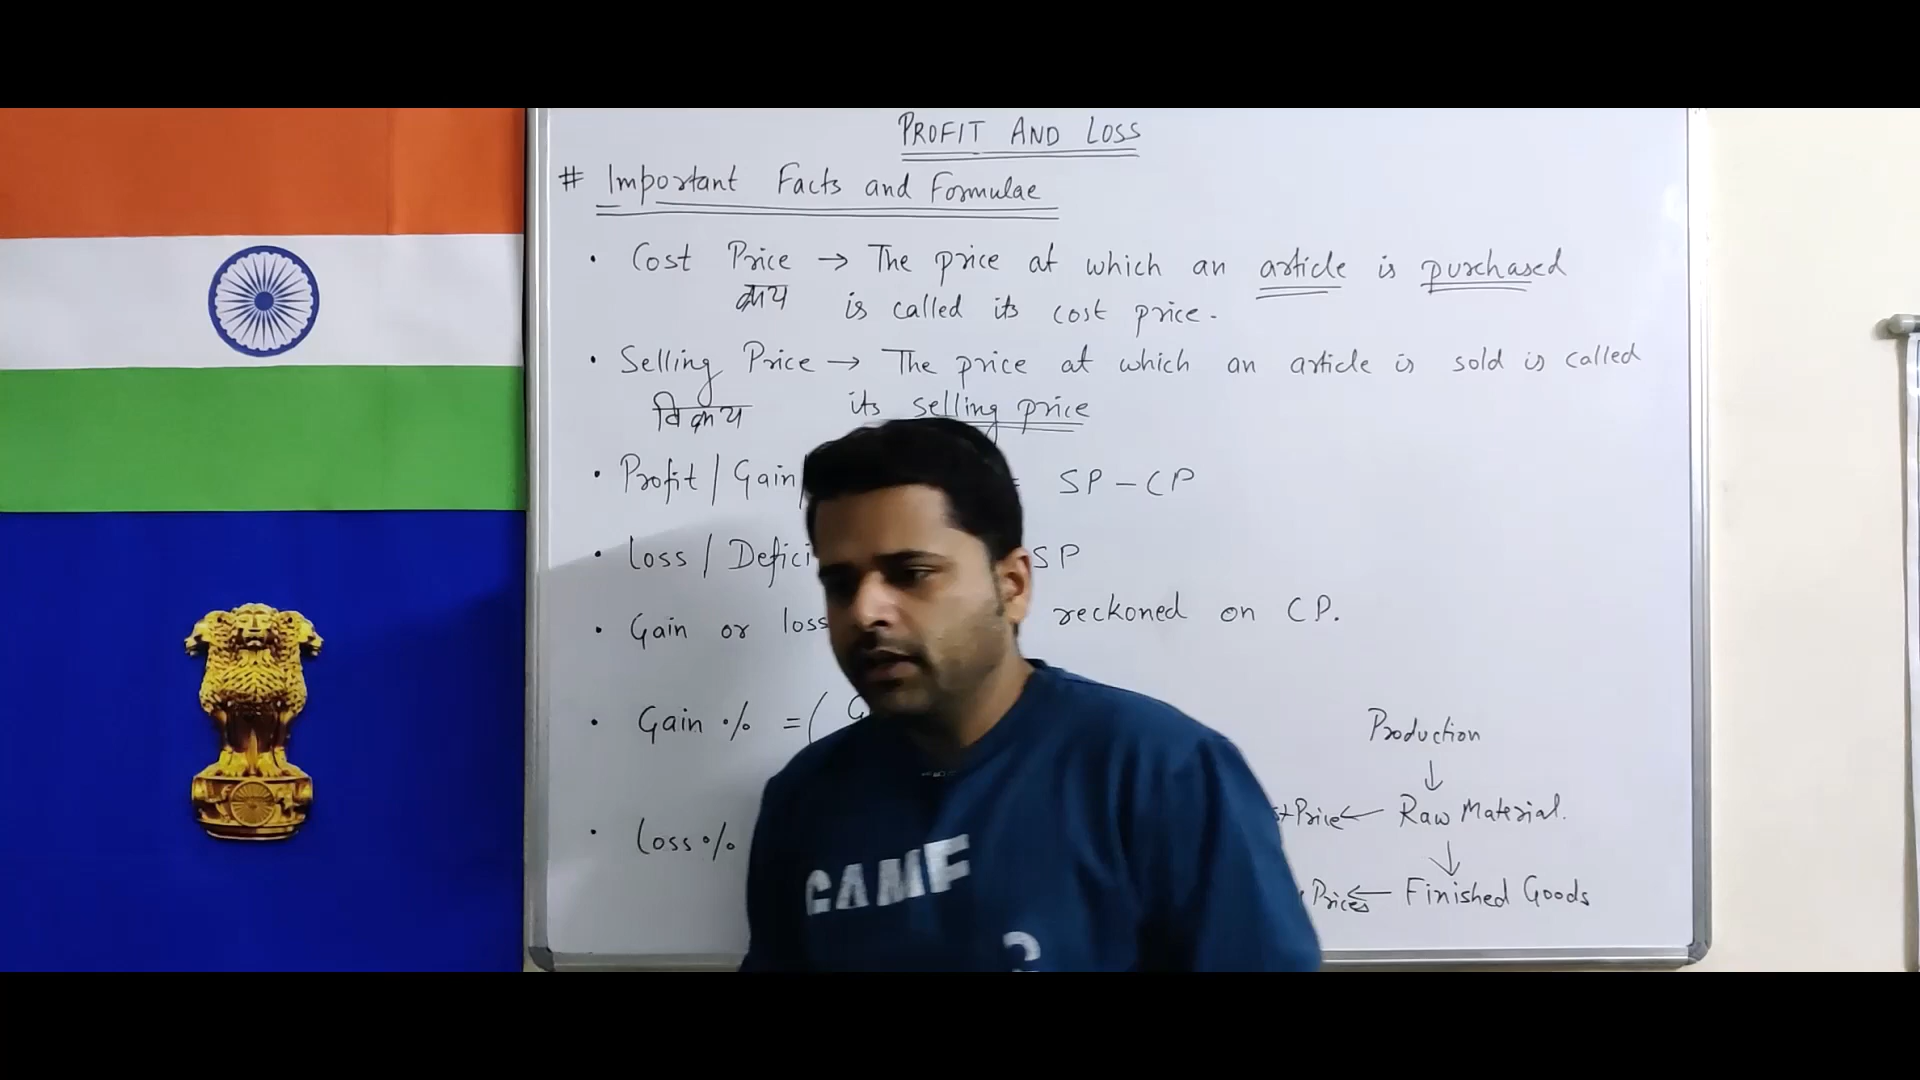 PROFIT AND LOSS
# Important Facts and Formulae
• Cost Price → The price at which an article is purchased
क्रय is called its cost price.
• Selling Price → The price at which an article is sold is called
विक्रय its selling price
• Profit / Gain / = SP - CP
• Loss / SP
• Gain or loss reckoned on CP.
• Gain % = (
• Loss %
Production
↓
Price ← Raw Material.
↓
Prices ← Finished Goods
GAME